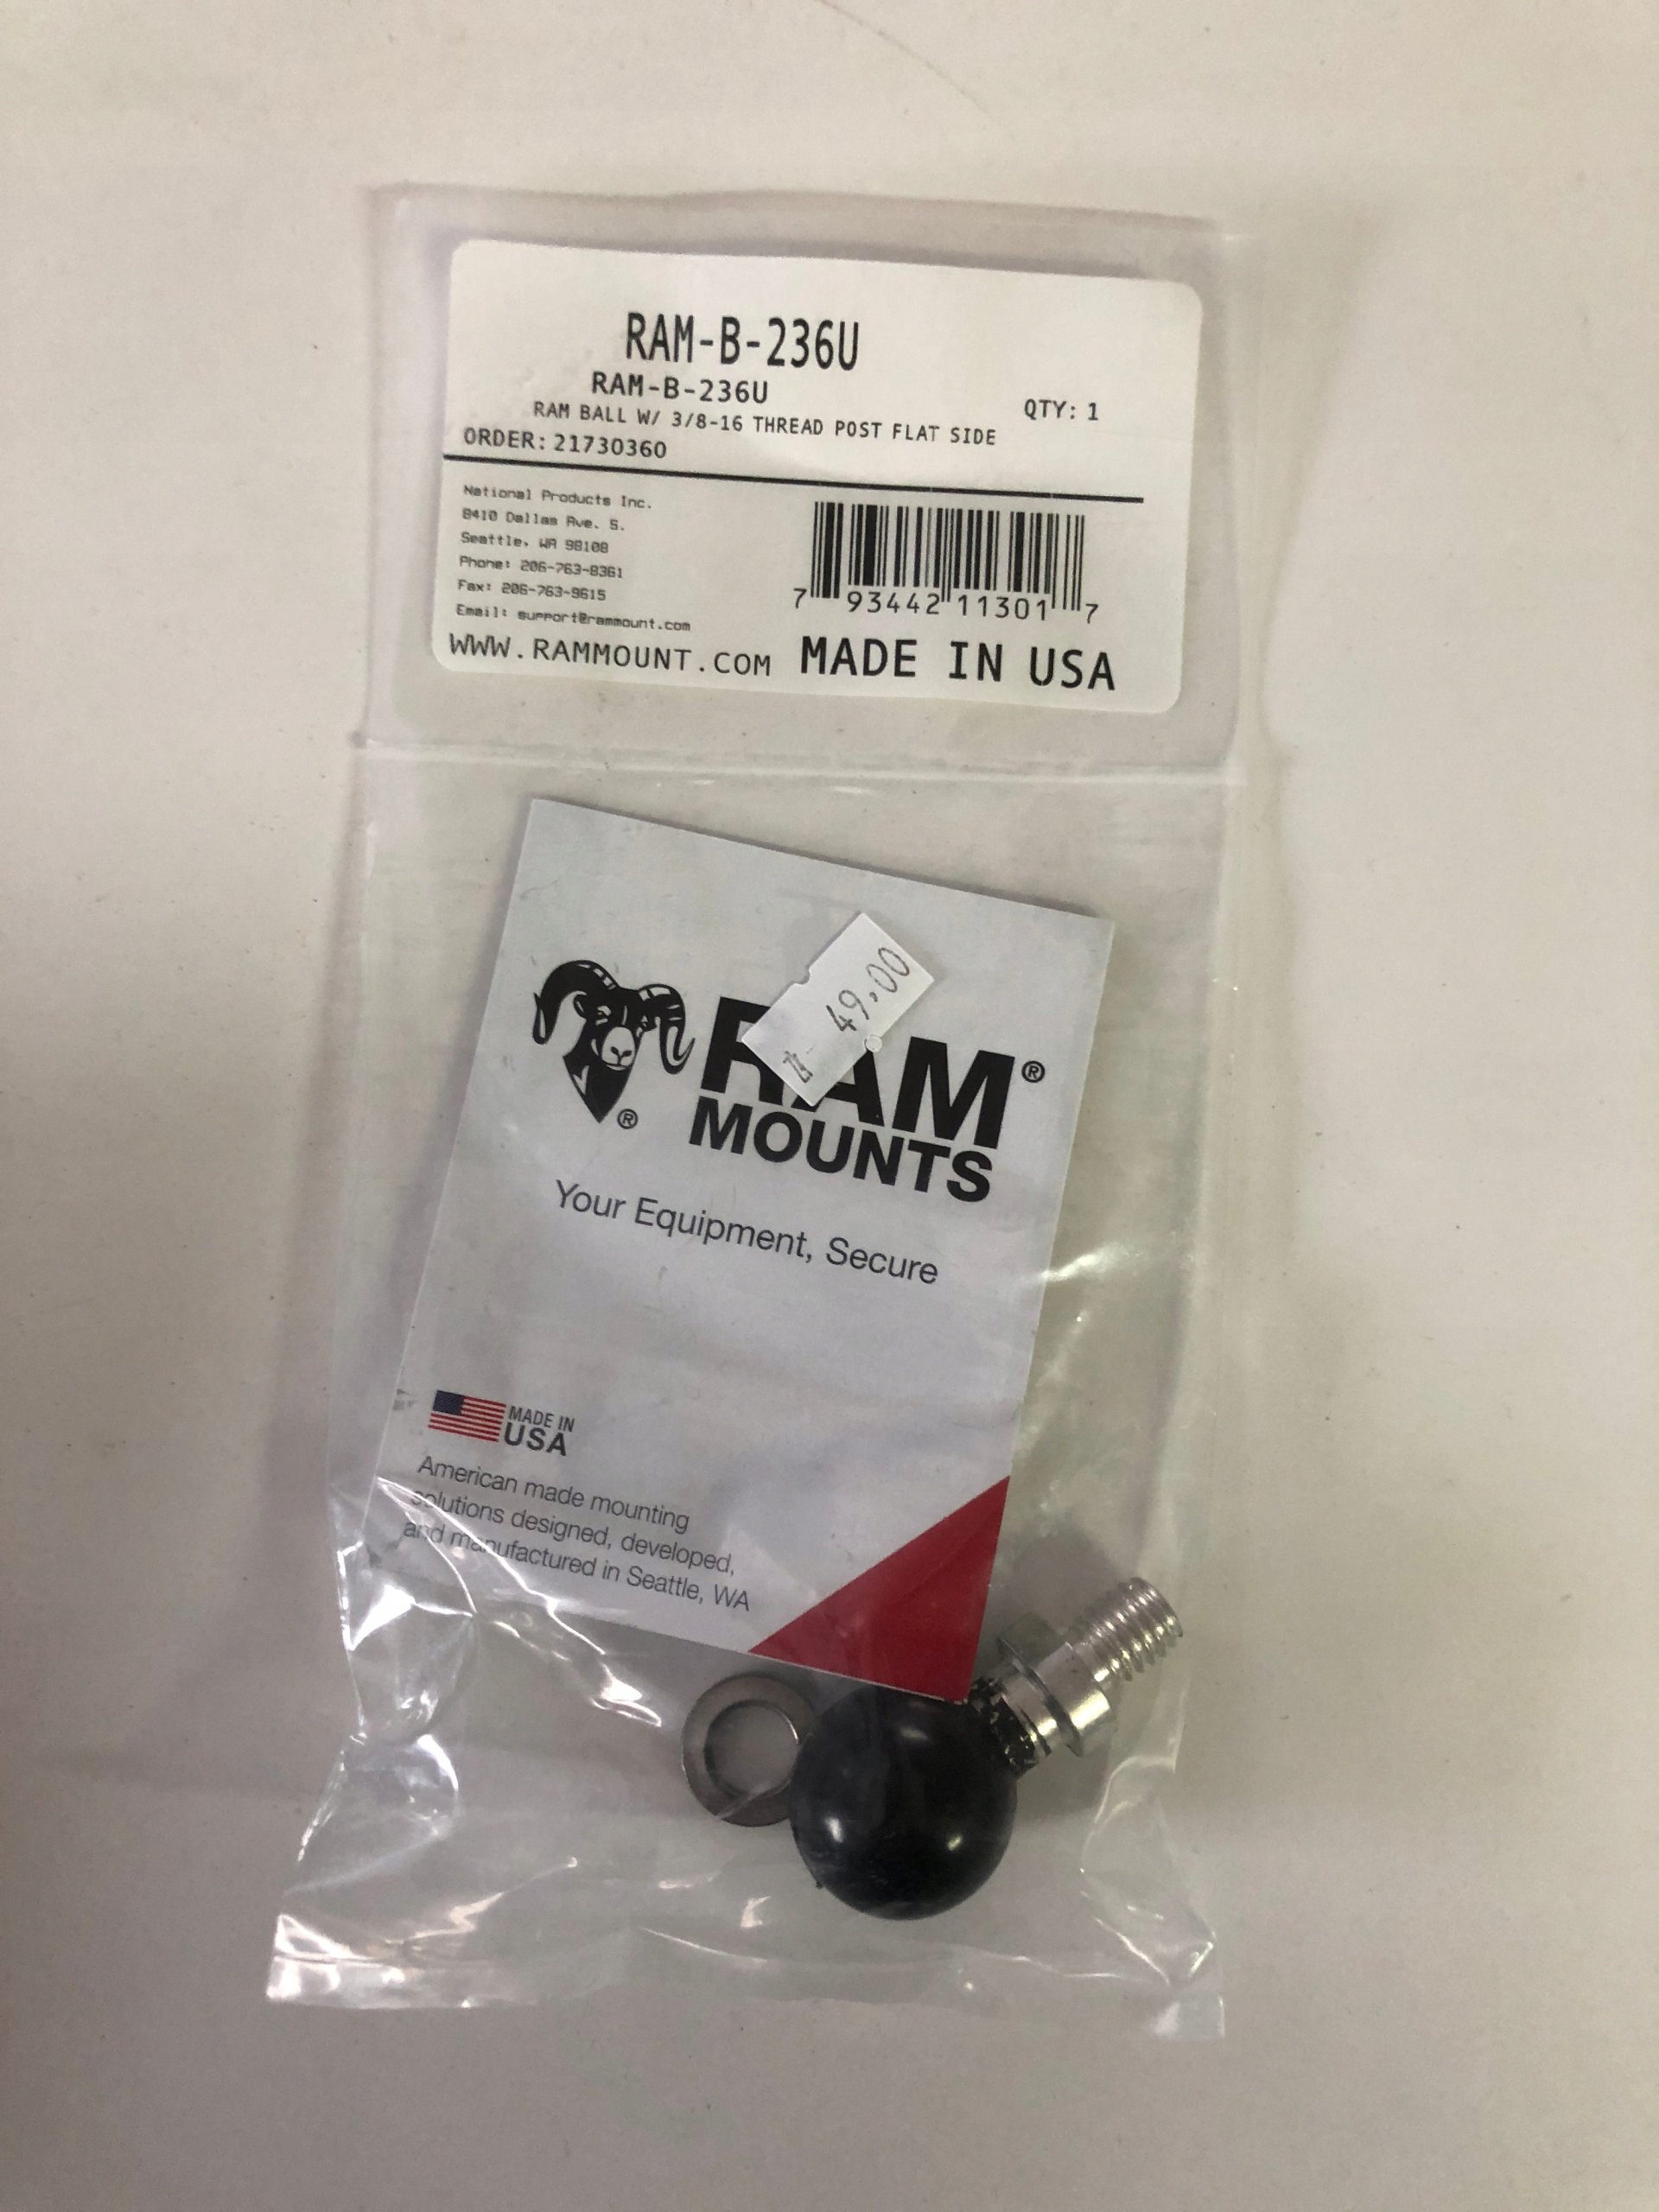 RAM-B-236U
RAM-B-236U
QTY: 1
RAM BALL W/ 3/8-16 THREAD POST FLAT SIDE
ORDER: 21730360
National Products Inc.
8410 Dallas Ave. S.
Seattle, WA 98108
Phone: 206-763-8361
Fax: 206-763-9615
Email: support@rammount.com
7 93442 11301 7
WWW.RAMMOUNT.COM MADE IN USA
49.00
RAM®
MOUNTS
®
Your Equipment, Secure
MADE IN
USA
American made mounting
solutions designed, developed,
and manufactured in Seattle, WA